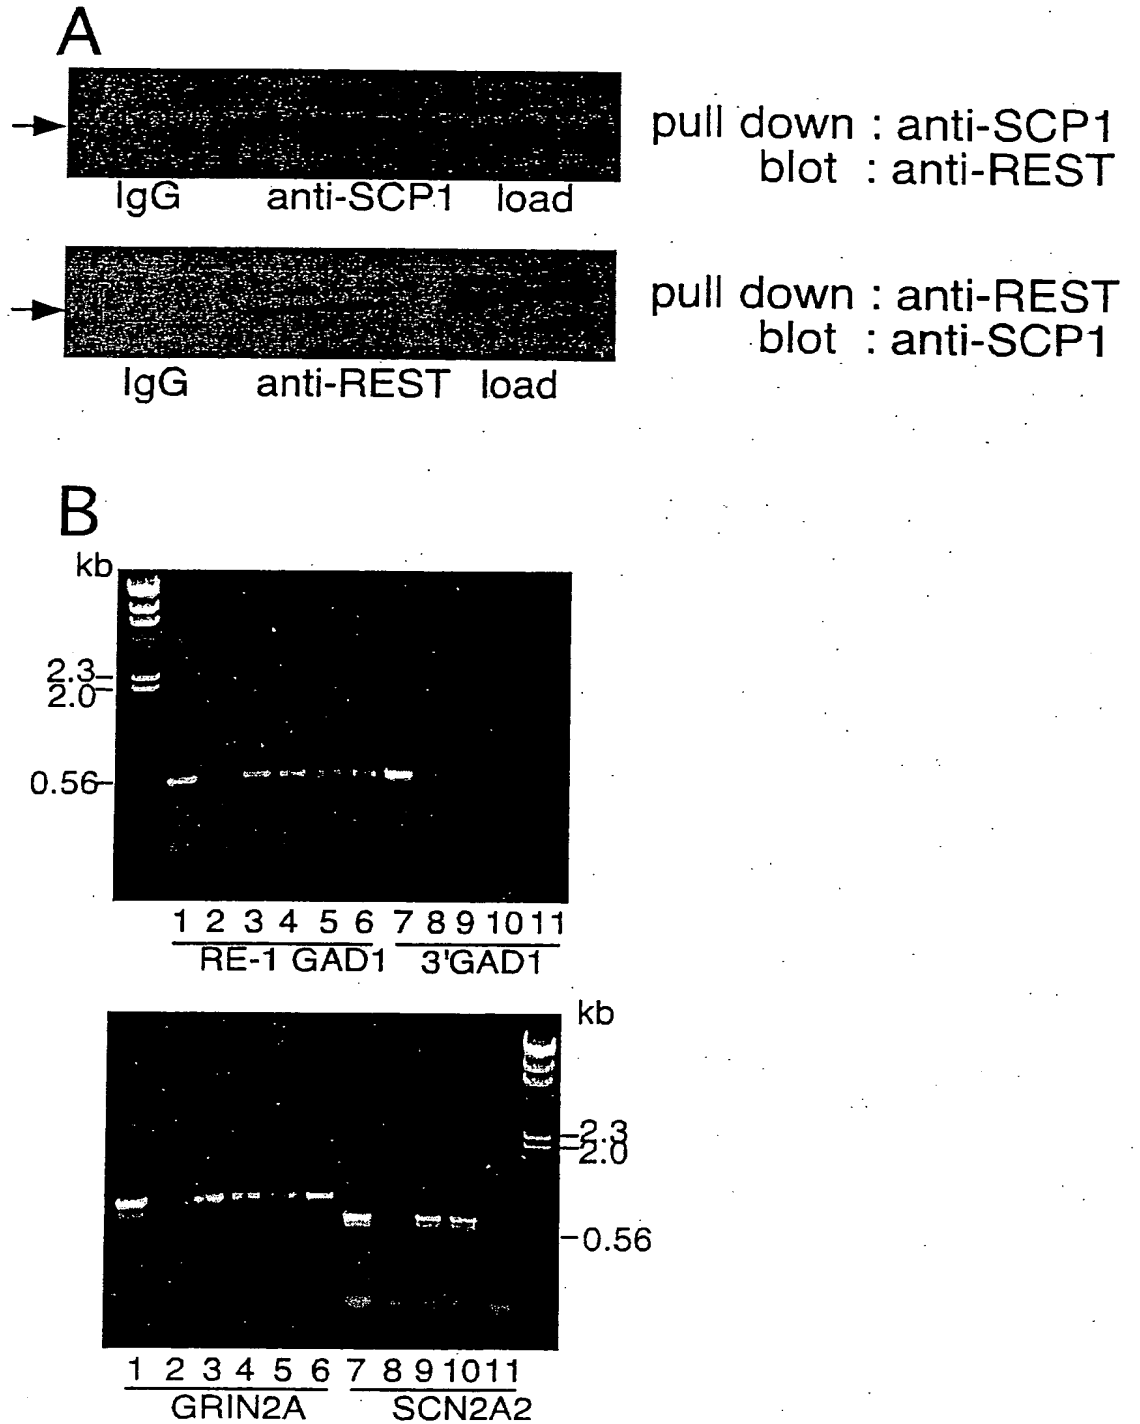 A
pull down : anti-SCP1
blot : anti-REST
IgG anti-SCP1 load
pull down : anti-REST
blot : anti-SCP1
IgG anti-REST load
B
kb
2.3
2.0
0.56
1 2 3 4 5 6 7 8 9 10 11
RE-1 GAD1 3'GAD1
kb
2.3
2.0
0.56
1 2 3 4 5 6 7 8 9 10 11
GRIN2A SCN2A2